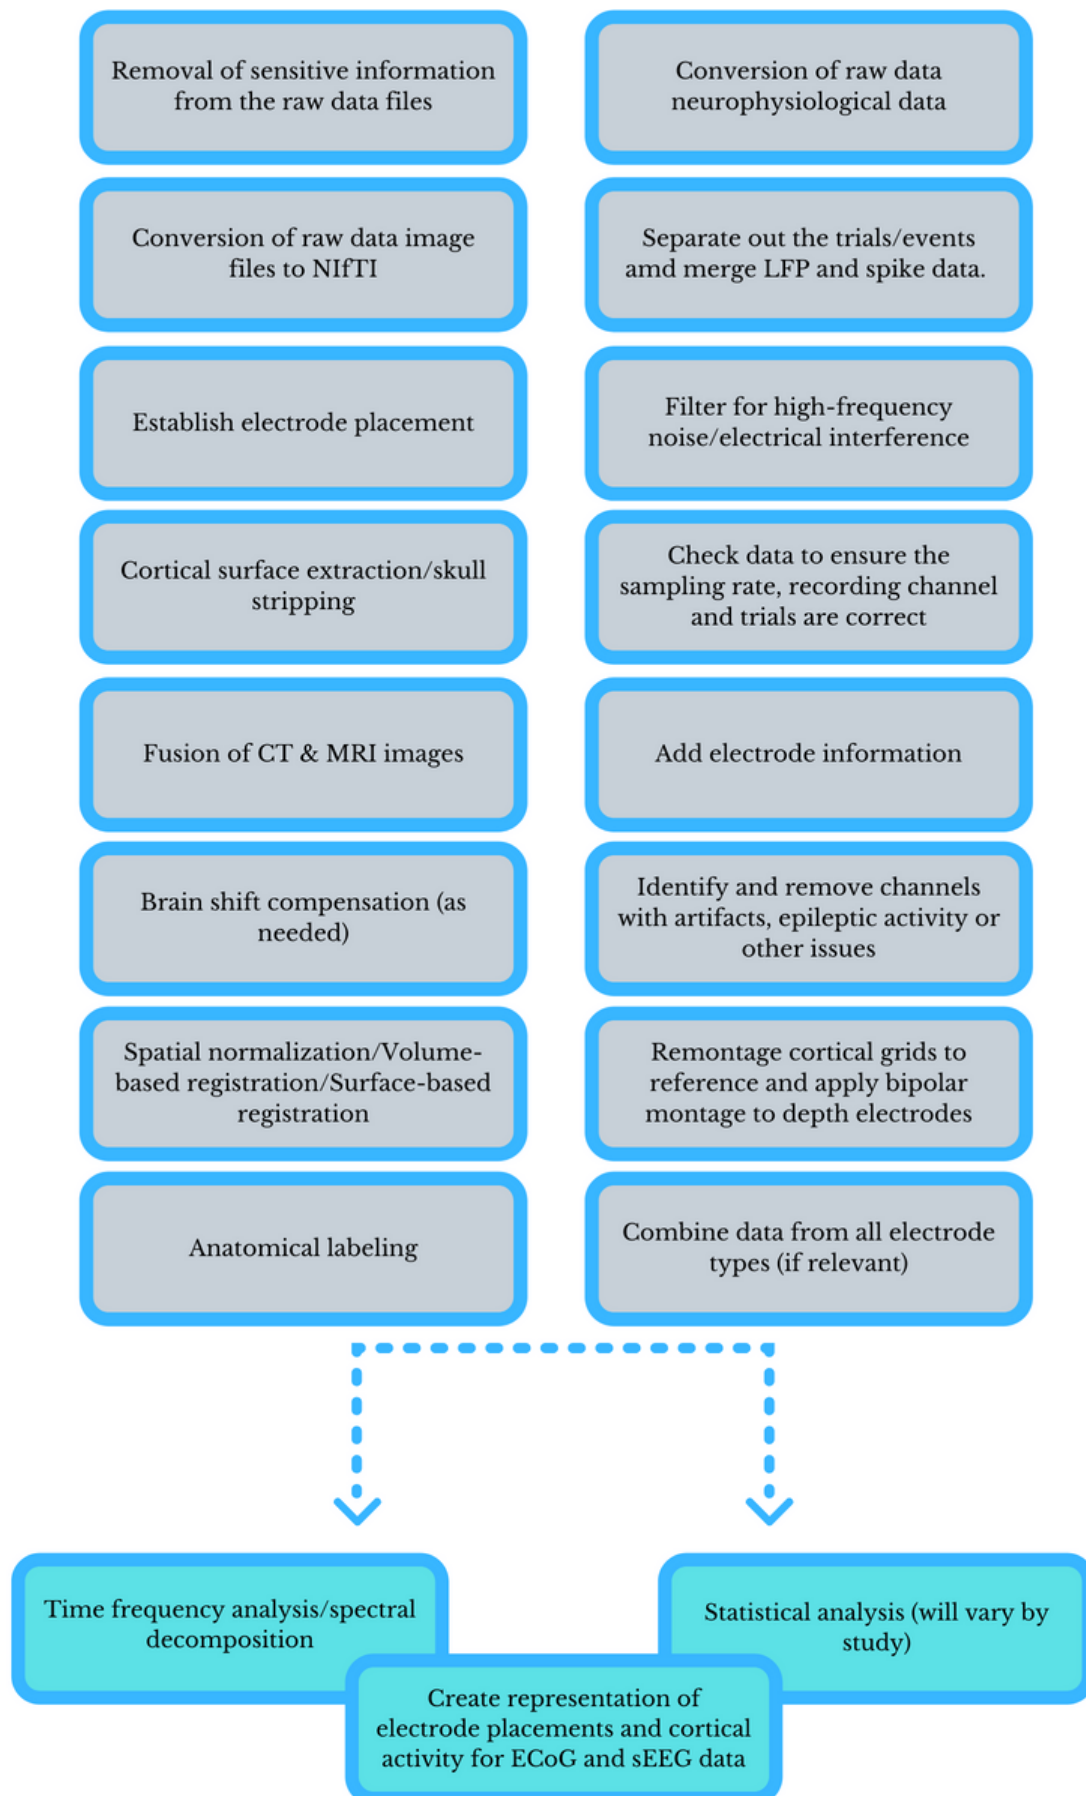 Removal of sensitive information
from the raw data files
Conversion of raw data image
files to NIfTI
Establish electrode placement
Cortical surface extraction/skull
stripping
Fusion of CT & MRI images
Brain shift compensation (as
needed)
Spatial normalization/Volume-
based registration/Surface-based
registration
Anatomical labeling
Conversion of raw data
neurophysiological data
Separate out the trials/events
amd merge LFP and spike data.
Filter for high-frequency
noise/electrical interference
Check data to ensure the
sampling rate, recording channel
and trials are correct
Add electrode information
Identify and remove channels
with artifacts, epileptic activity or
other issues
Remontage cortical grids to
reference and apply bipolar
montage to depth electrodes
Combine data from all electrode
types (if relevant)
Time frequency analysis/spectral
decomposition
Statistical analysis (will vary by
study)
Create representation of
electrode placements and cortical
activity for ECoG and sEEG data